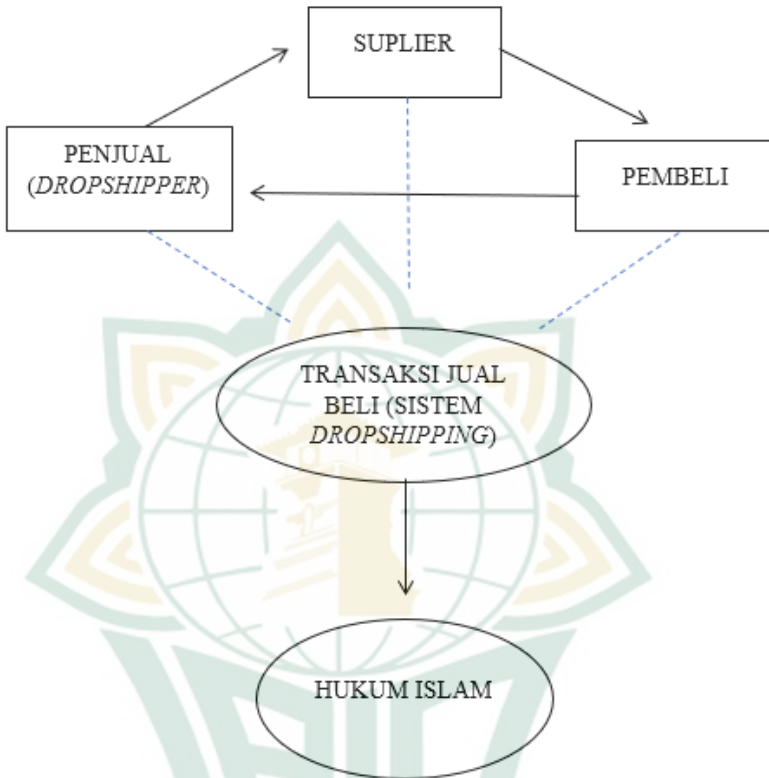 SUPLIER
PENJUAL
(DROPSHIPPER)
PEMBELI
TRANSAKSI JUAL
BELI (SISTEM
DROPSHIPPING)
HUKUM ISLAM